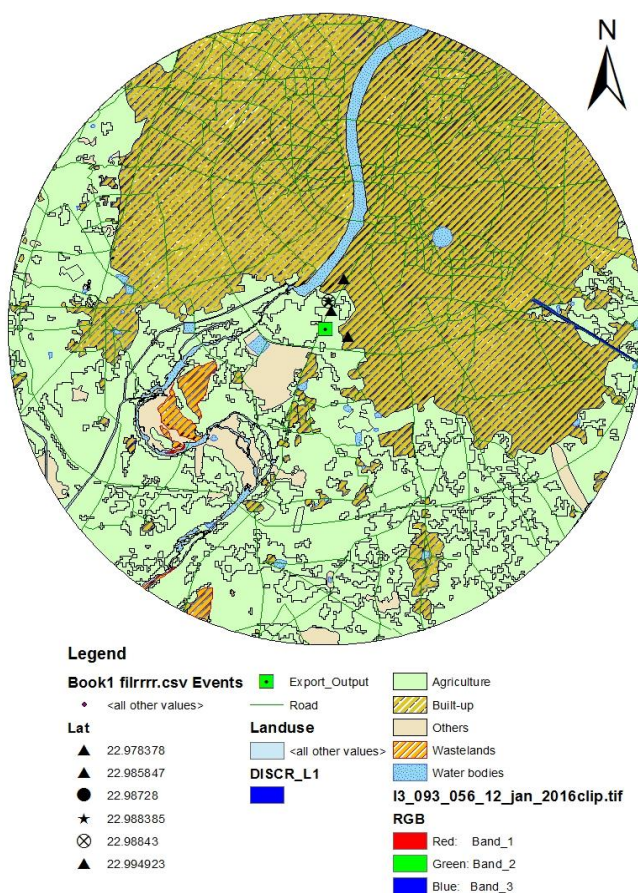 N
Legend
Book1 filrrrr.csv Events
<all other values>
Lat
22.978378
22.985847
22.98728
22.988385
22.98843
22.994923
Export_Output
Road
Landuse
<all other values>
DISCR_L1
Agriculture
Built-up
Others
Wastelands
Water bodies
l3_093_056_12_jan_2016clip.tif
RGB
Red: Band_1
Green: Band_2
Blue: Band_3